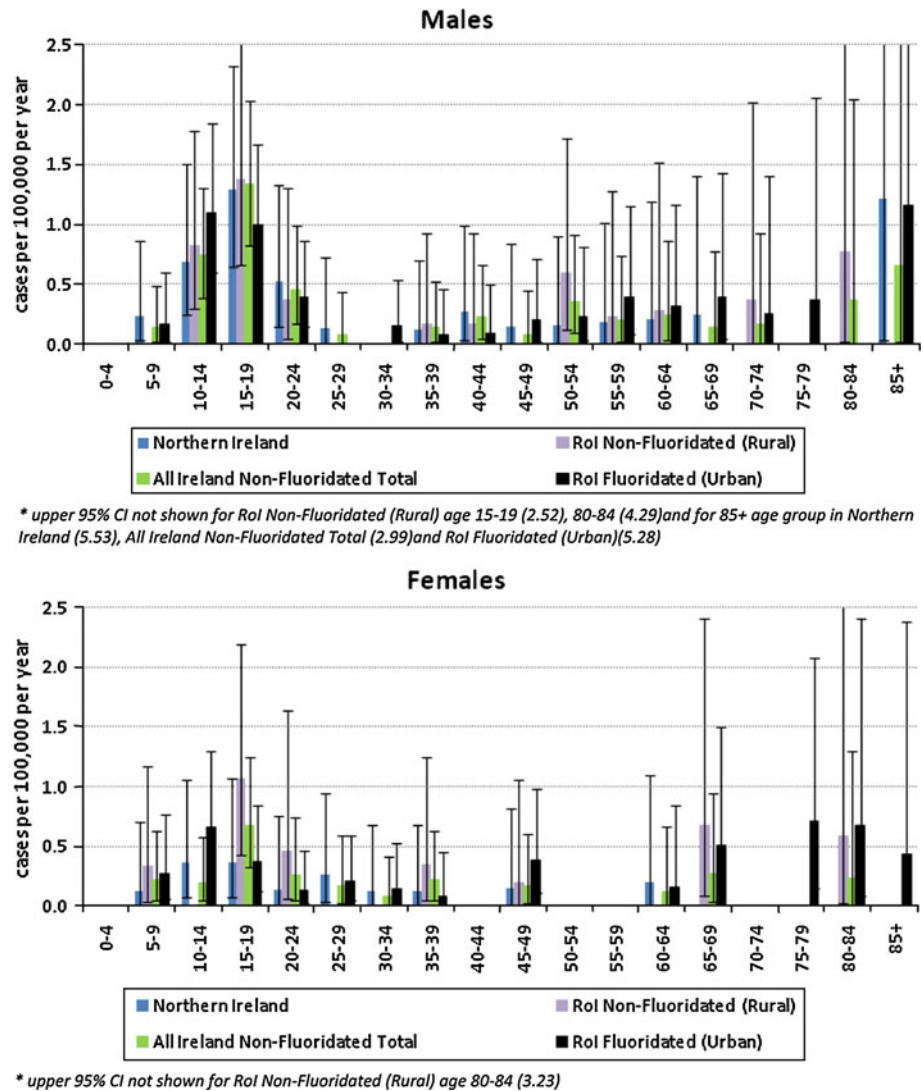 Males
cases per 100,000 per year
2.5
2.0
1.5
1.0
0.5
0.0
0-4 5-9 10-14 15-19 20-24 25-29 30-34 35-39 40-44 45-49 50-54 55-59 60-64 65-69 70-74 75-79 80-84 85+
Northern Ireland RoI Non-Fluoridated (Rural)
All Ireland Non-Fluoridated Total RoI Fluoridated (Urban)
* upper 95% CI not shown for RoI Non-Fluoridated (Rural) age 15-19 (2.52), 80-84 (4.29)and for 85+ age group in Northern
Ireland (5.53), All Ireland Non-Fluoridated Total (2.99)and RoI Fluoridated (Urban)(5.28)
Females
cases per 100,000 per year
2.5
2.0
1.5
1.0
0.5
0.0
0-4 5-9 10-14 15-19 20-24 25-29 30-34 35-39 40-44 45-49 50-54 55-59 60-64 65-69 70-74 75-79 80-84 85+
Northern Ireland RoI Non-Fluoridated (Rural)
All Ireland Non-Fluoridated Total RoI Fluoridated (Urban)
* upper 95% CI not shown for RoI Non-Fluoridated (Rural) age 80-84 (3.23)